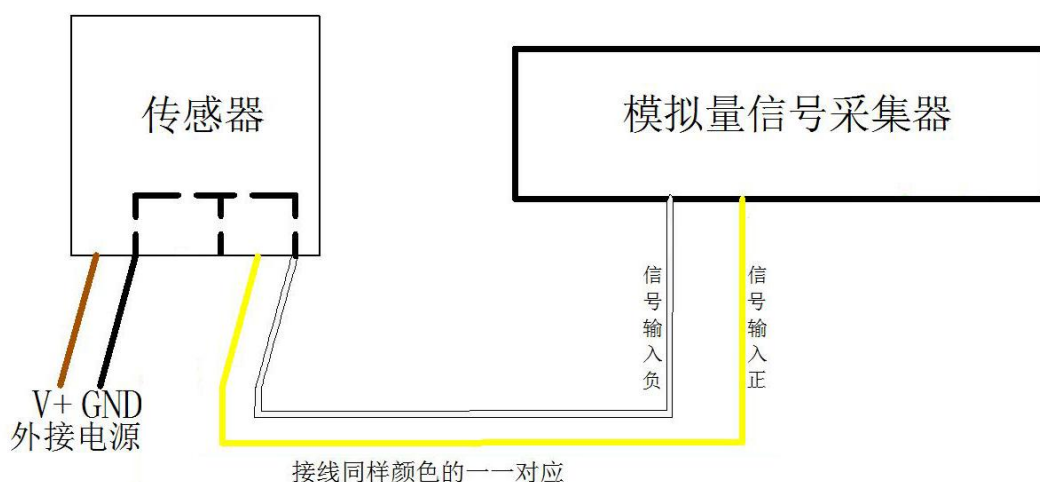 传感器
模拟量信号采集器
信号输入负
信号输入正
V+ GND
外接电源
接线同样颜色的一一对应